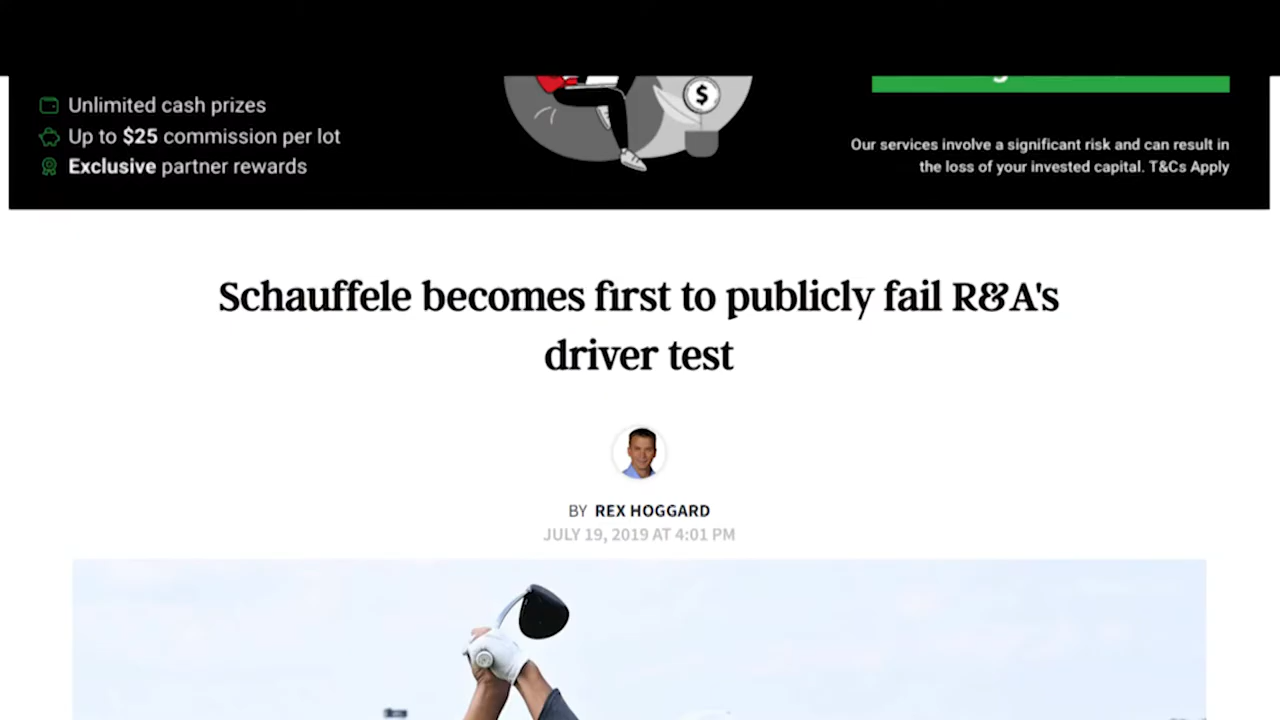 Unlimited cash prizes
Up to $25 commission per lot
Exclusive partner rewards
$
Our services involve a significant risk and can result in
the loss of your invested capital. T&Cs Apply
Schauffele becomes first to publicly fail R&A's
driver test
BY REX HOGGARD
JULY 19, 2019 AT 4:01 PM